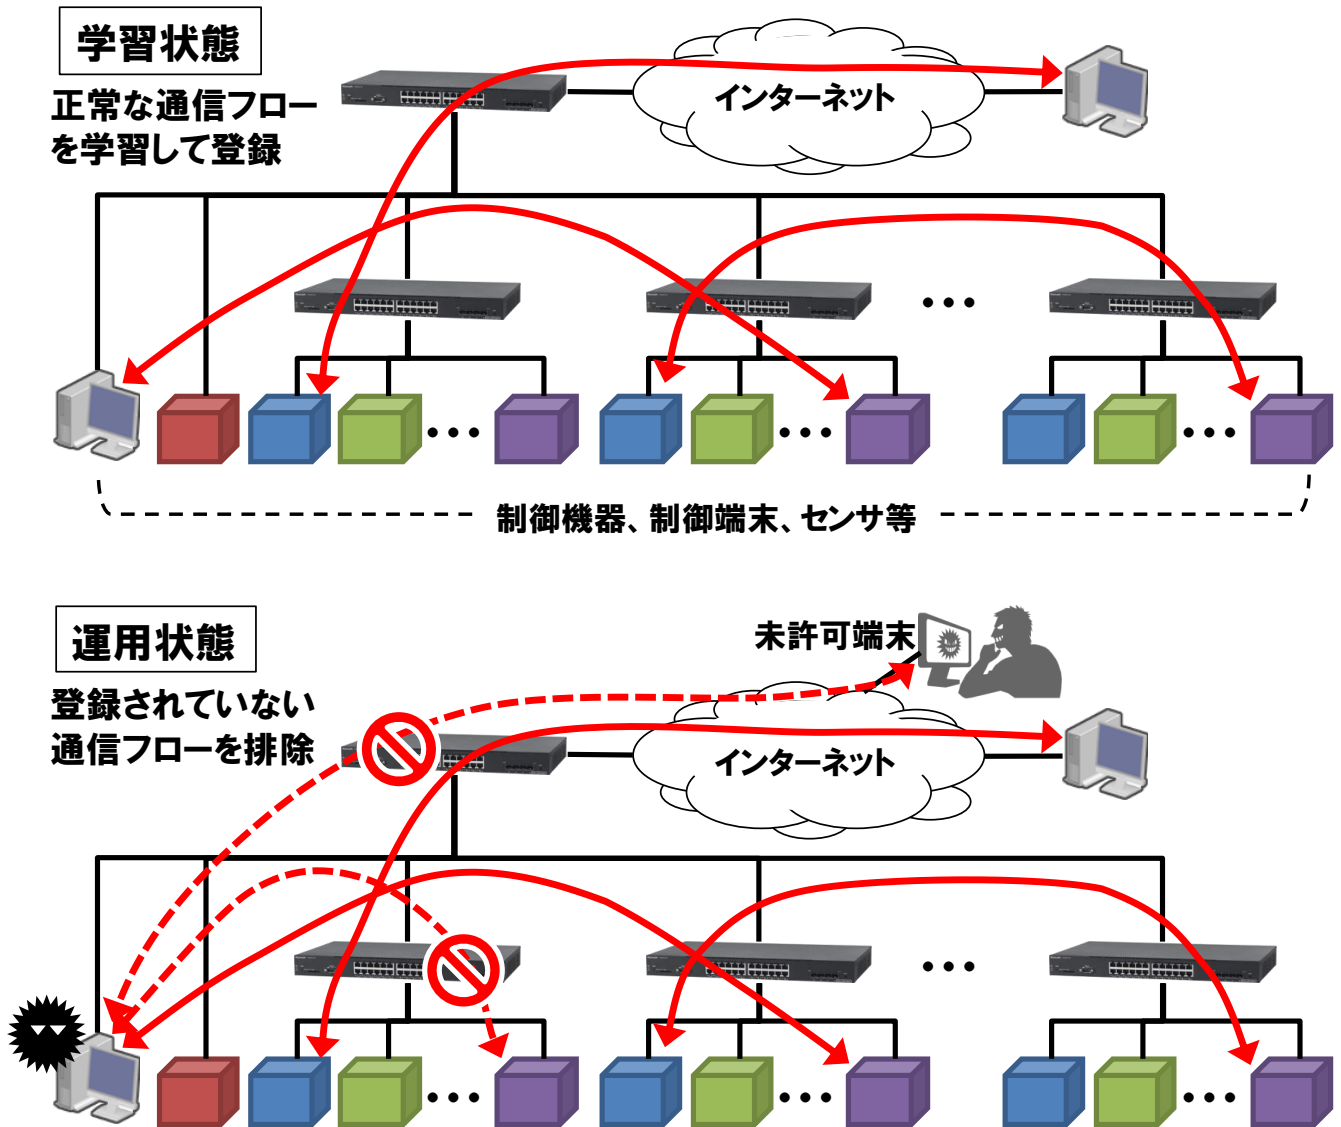 学習状態
正常な通信フロー
を学習して登録
インターネット
制御機器、制御端末、センサ等
運用状態
登録されていない
通信フローを排除
未許可端末
インターネット